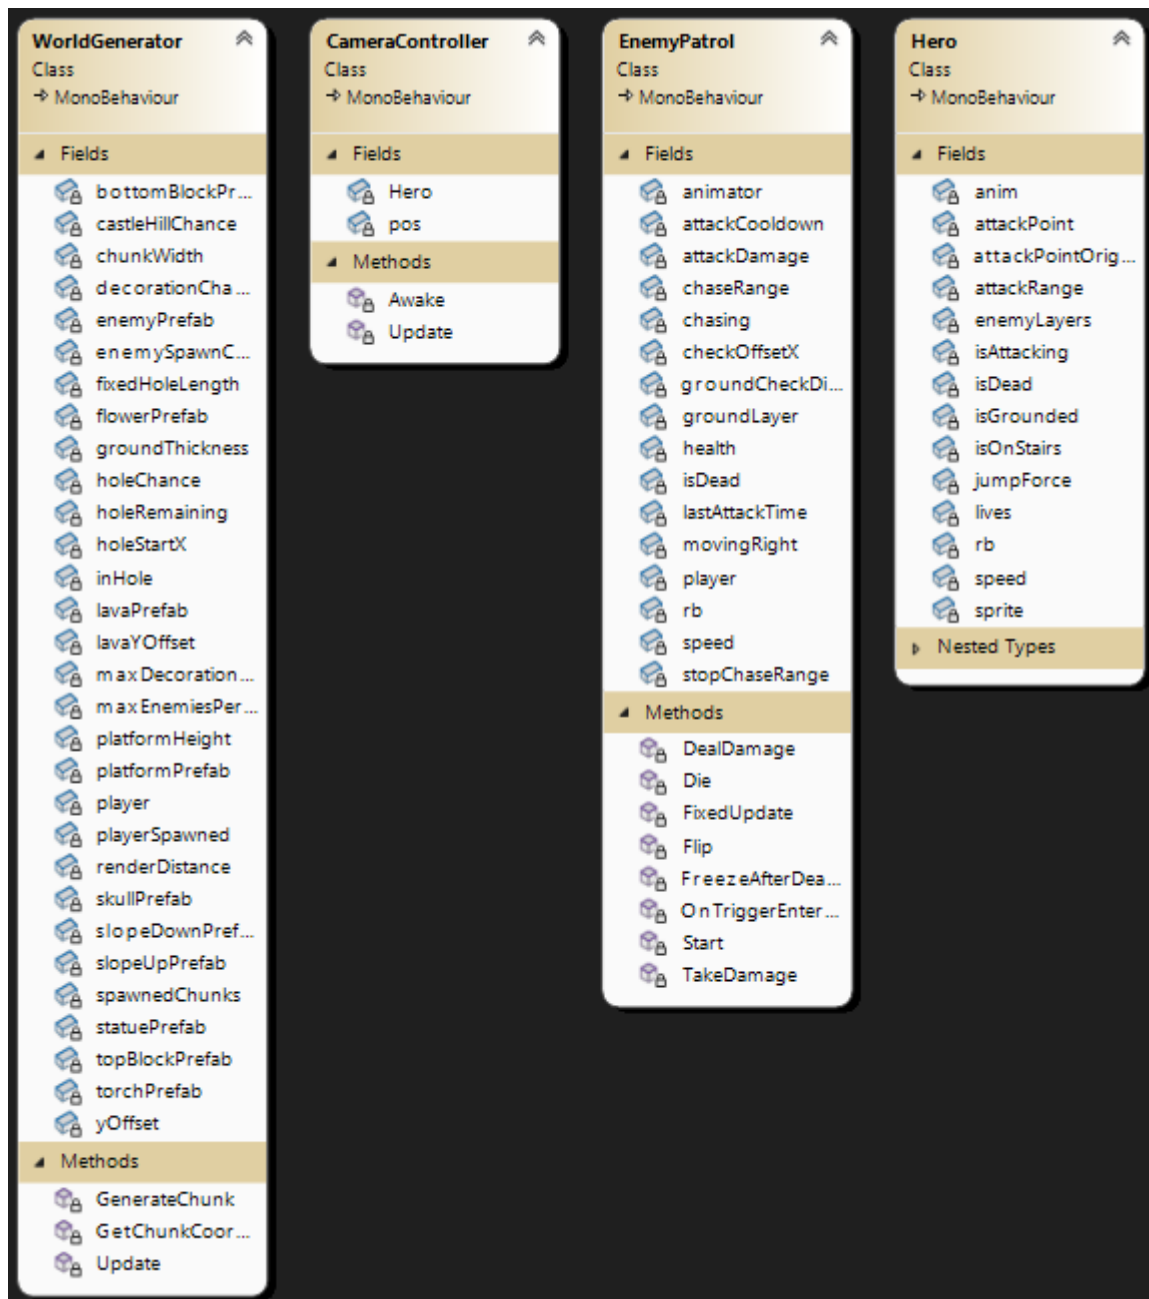 WorldGenerator
Class
MonoBehaviour
Fields
bottomBlockPr...
castleHillChance
chunkWidth
decorationCha...
enemyPrefab
enemySpawnC...
fixedHoleLength
flowerPrefab
groundThickness
holeChance
holeRemaining
holeStartX
inHole
lavaPrefab
lavaYOffset
maxDecoration...
maxEnemiesPer...
platformHeight
platformPrefab
player
playerSpawned
renderDistance
skullPrefab
slopeDownPref...
slopeUpPrefab
spawnedChunks
statuePrefab
topBlockPrefab
torchPrefab
yOffset
Methods
GenerateChunk
GetChunkCoor...
Update
CameraController
Class
MonoBehaviour
Fields
Hero
pos
Methods
Awake
Update
EnemyPatrol
Class
MonoBehaviour
Fields
animator
attackCooldown
attackDamage
chaseRange
chasing
checkOffsetX
groundCheckDi...
groundLayer
health
isDead
lastAttackTime
movingRight
player
rb
speed
stopChaseRange
Methods
DealDamage
Die
FixedUpdate
Flip
FreezeAfterDea...
OnTriggerEnter...
Start
TakeDamage
Hero
Class
MonoBehaviour
Fields
anim
attackPoint
attackPointOrig...
attackRange
enemyLayers
isAttacking
isDead
isGrounded
isOnStairs
jumpForce
lives
rb
speed
sprite
Nested Types